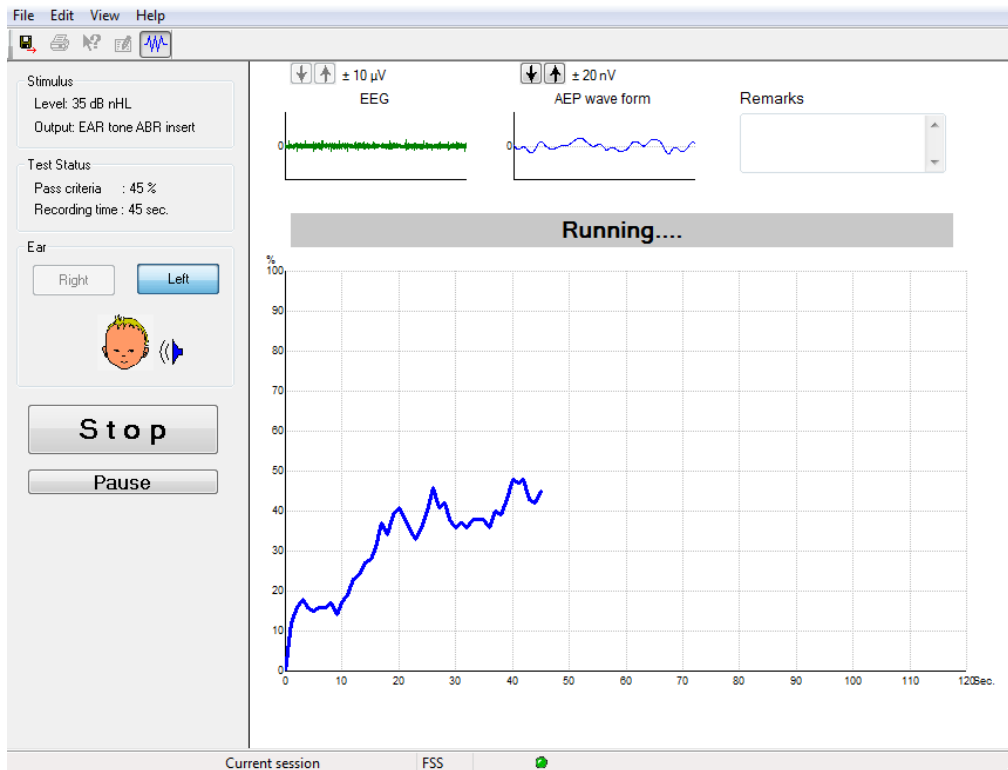 File Edit View Help
Stimulus
Level: 35 dB nHL
Output: EAR tone ABR insert
Test Status
Pass criteria : 45 %
Recording time : 45 sec.
Ear
Right Left
Stop
Pause
± 10 µV
EEG
0
± 20 nV
AEP wave form
0
Remarks
Running....
%
100
90
80
70
60
50
40
30
20
10
0
0 10 20 30 40 50 60 70 80 90 100 110 120Sec.
Current session FSS